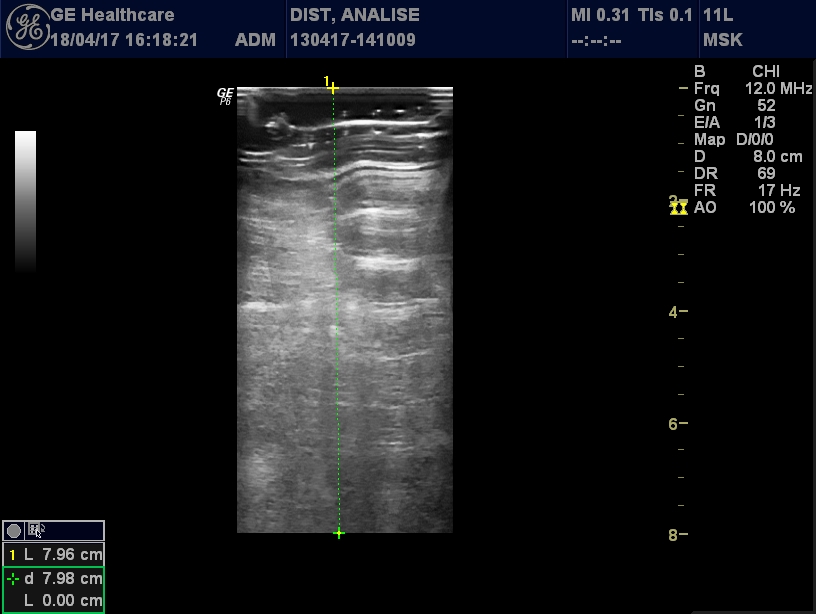 GE Healthcare
18/04/17 16:18:21 ADM
DIST, ANALISE
130417-141009
MI 0.31 TIs 0.1
--:--:--
11L
MSK
GE
P6
1
B CHI
Frq 12.0 MHz
Gn 52
E/A 1/3
Map D/0/0
D 8.0 cm
DR 69
FR 17 Hz
AO 100 %
2
4
6
8
1 L 7.96 cm
d 7.98 cm
L 0.00 cm